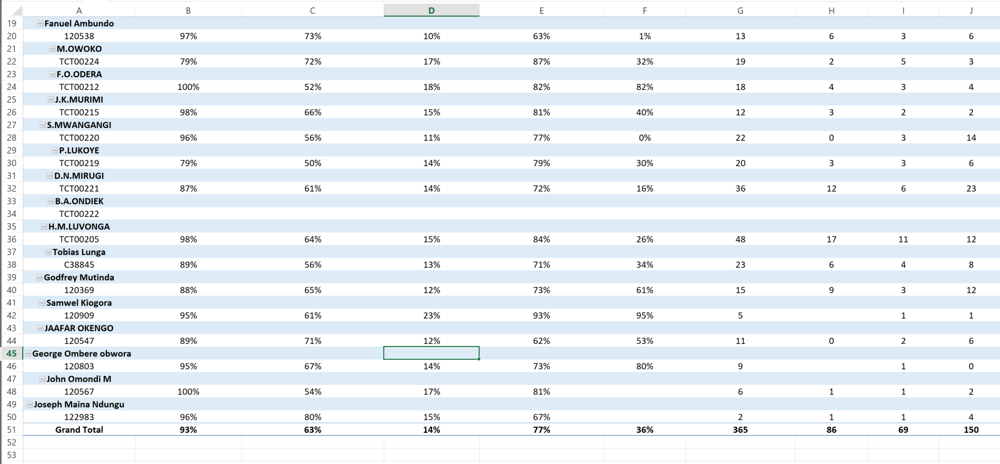 A B C D E F G H I J
19 Fanuel Ambundo
20 120538 97% 73% 10% 63% 1% 13 6 3 6
21 M.OWOKO
22 TCT00224 79% 72% 17% 87% 32% 19 2 5 3
23 F.O.ODERA
24 TCT00212 100% 52% 18% 82% 82% 18 4 3 4
25 J.K.MURIMI
26 TCT00215 98% 66% 15% 81% 40% 12 3 2 2
27 S.MWANGANGI
28 TCT00220 96% 56% 11% 77% 0% 22 0 3 14
29 P.LUKOYE
30 TCT00219 79% 50% 14% 79% 30% 20 3 3 6
31 D.N.MIRUGI
32 TCT00221 87% 61% 14% 72% 16% 36 12 6 23
33 B.A.ONDIEK
34 TCT00222
35 H.M.LUVONGA
36 TCT00205 98% 64% 15% 84% 26% 48 17 11 12
37 Tobias Lunga
38 C38845 89% 56% 13% 71% 34% 23 6 4 8
39 Godfrey Mutinda
40 120369 88% 65% 12% 73% 61% 15 9 3 12
41 Samwel Kiogora
42 120909 95% 61% 23% 93% 95% 5 1 1
43 JAAFAR OKENGO
44 120547 89% 71% 12% 62% 53% 11 0 2 6
45 George Ombere obwora
46 120803 95% 67% 14% 73% 80% 9 1 0
47 John Omondi M
48 120567 100% 54% 17% 81% 6 1 1 2
49 Joseph Maina Ndungu
50 122983 96% 80% 15% 67% 2 1 1 4
51 Grand Total 93% 63% 14% 77% 36% 365 86 69 150
52
53